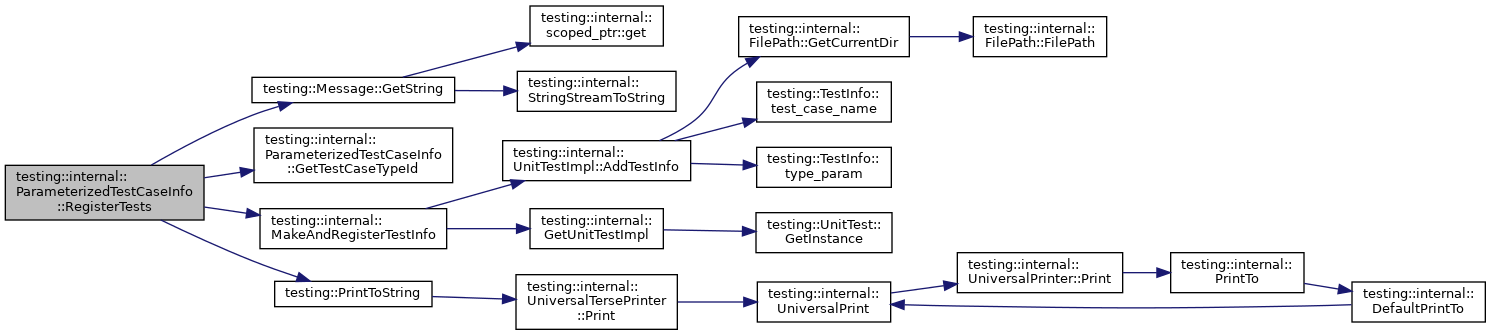 testing::internal::
ParameterizedTestCaseInfo
::RegisterTests
testing::Message::GetString
testing::internal::
scoped_ptr::get
testing::internal::
StringStreamToString
testing::internal::
ParameterizedTestCaseInfo
::GetTestCaseTypeId
testing::internal::
MakeAndRegisterTestInfo
testing::internal::
UnitTestImpl::AddTestInfo
testing::internal::
FilePath::GetCurrentDir
testing::internal::
FilePath::FilePath
testing::TestInfo::
test_case_name
testing::TestInfo::
type_param
testing::internal::
GetUnitTestImpl
testing::UnitTest::
GetInstance
testing::PrintToString
testing::internal::
UniversalTersePrinter
::Print
testing::internal::
UniversalPrint
testing::internal::
UniversalPrinter::Print
testing::internal::
PrintTo
testing::internal::
DefaultPrintTo